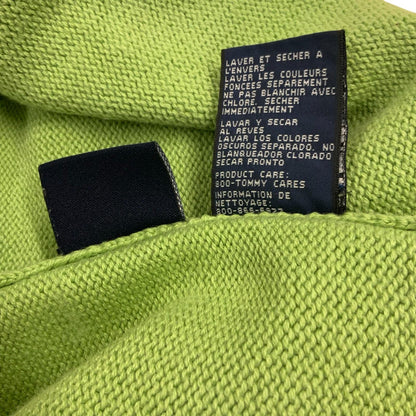 LAVER ET SECHER A
L'ENVERS
LAVER LES COULEURS
FONCEES SEPAREMENT
NE PAS BLANCHIR AVEC
CHLORE, SECHER
IMMEDIATEMENT
LAVAR Y SECAR
AL REVES
LAVAR LOS COLORES
OSCUROS SEPARADO, NO
BLANQUEADOR CLORADO
SECAR PRONTO
PRODUCT CARE:
800-TOMMY CARES
INFORMATION DE
NETTOYAGE: